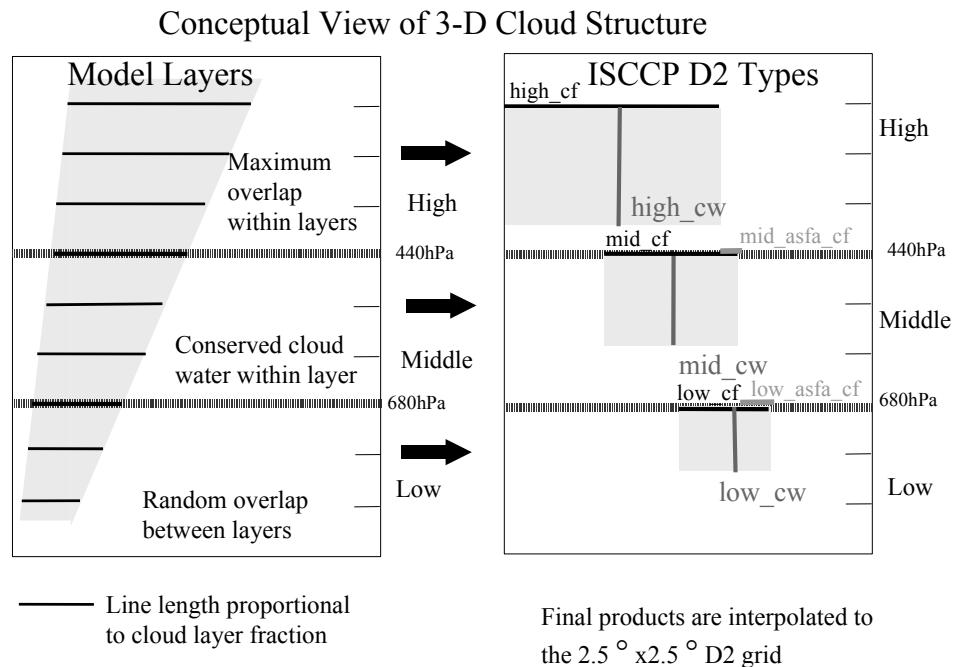 Conceptual View of 3-D Cloud Structure
Model Layers
Maximum
overlap
within layers
Conserved cloud
water within layer
Random overlap
between layers
High
440hPa
Middle
680hPa
Low
ISCCP D2 Types
high_cf
high_cw
mid_cf
mid_asfa_cf
mid_cw
low_cf
low_asfa_cf
low_cw
High
440hPa
Middle
680hPa
Low
Line length proportional
to cloud layer fraction
Final products are interpolated to
the 2.5 ° x2.5 ° D2 grid